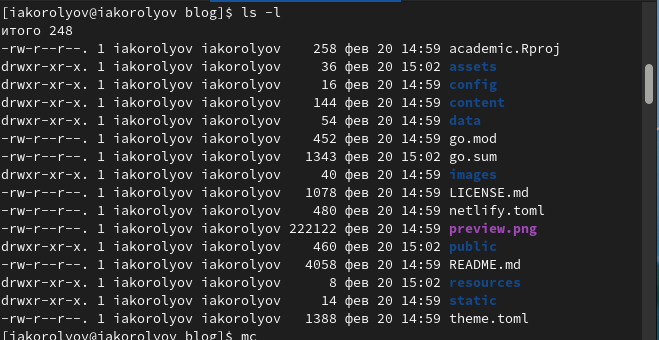 [iakorolyov@iakorolyov blog]$ ls -l
итого 248
-rw-r--r--. 1 iakorolyov iakorolyov    258 фев 20 14:59 academic.Rproj
drwxr-xr-x. 1 iakorolyov iakorolyov     36 фев 20 15:02 assets
drwxr-xr-x. 1 iakorolyov iakorolyov     16 фев 20 14:59 config
drwxr-xr-x. 1 iakorolyov iakorolyov    144 фев 20 14:59 content
drwxr-xr-x. 1 iakorolyov iakorolyov     54 фев 20 14:59 data
-rw-r--r--. 1 iakorolyov iakorolyov    452 фев 20 14:59 go.mod
-rw-r--r--. 1 iakorolyov iakorolyov   1343 фев 20 15:02 go.sum
drwxr-xr-x. 1 iakorolyov iakorolyov     40 фев 20 14:59 images
-rw-r--r--. 1 iakorolyov iakorolyov   1078 фев 20 14:59 LICENSE.md
-rw-r--r--. 1 iakorolyov iakorolyov    480 фев 20 14:59 netlify.toml
-rw-r--r--. 1 iakorolyov iakorolyov 222122 фев 20 14:59 preview.png
drwxr-xr-x. 1 iakorolyov iakorolyov    460 фев 20 15:02 public
-rw-r--r--. 1 iakorolyov iakorolyov   4058 фев 20 14:59 README.md
drwxr-xr-x. 1 iakorolyov iakorolyov      8 фев 20 15:02 resources
drwxr-xr-x. 1 iakorolyov iakorolyov     14 фев 20 14:59 static
-rw-r--r--. 1 iakorolyov iakorolyov   1388 фев 20 14:59 theme.toml
[iakorolyov@iakorolyov blog]$ mc